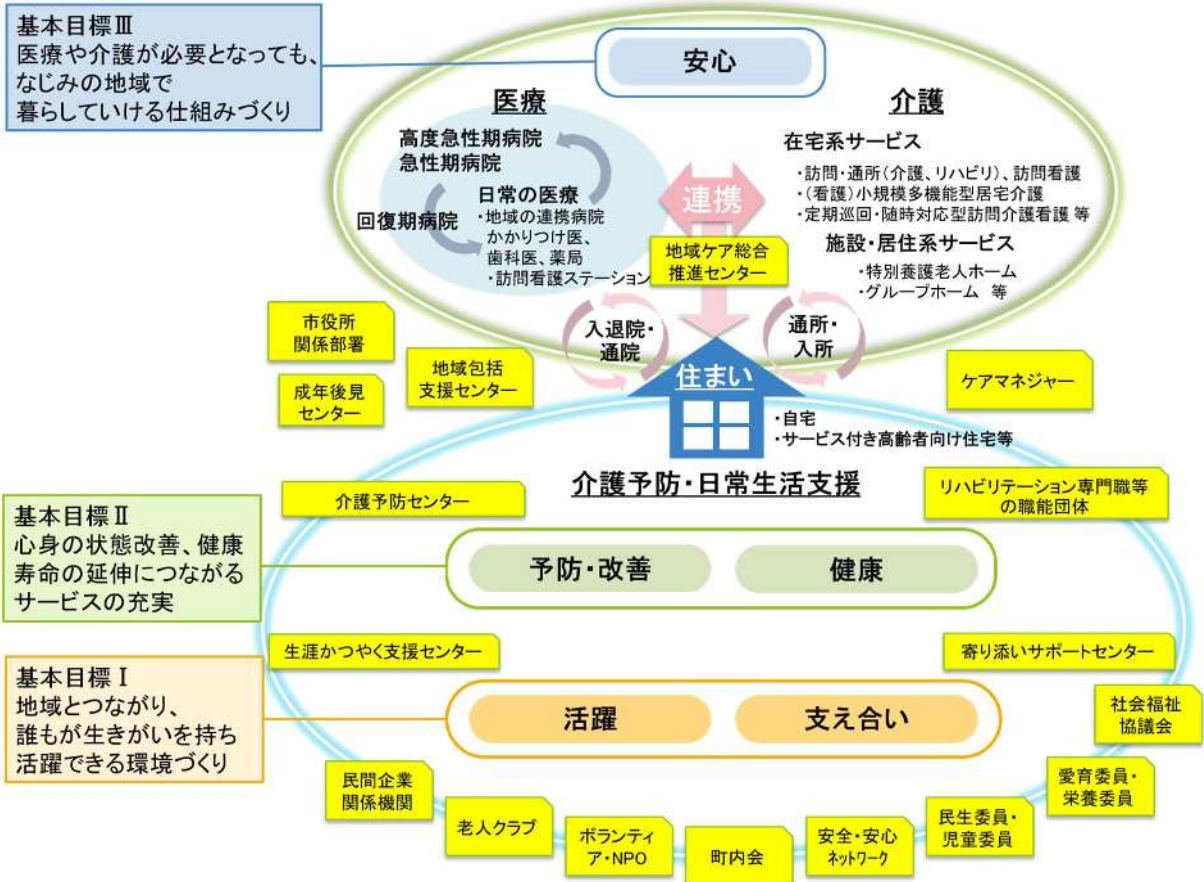 基本目標Ⅲ
医療や介護が必要となっても、
なじみの地域で
暮らしていける仕組みづくり
安心
医療
高度急性期病院
急性期病院
回復期病院
日常の医療
・地域の連携病院
かかりつけ医、
歯科医、薬局
・訪問看護ステーション
連携
地域ケア総合
推進センター
介護
在宅系サービス
・訪問・通所(介護、リハビリ)、訪問看護
・(看護)小規模多機能型居宅介護
・定期巡回・随時対応型訪問介護看護 等
施設・居住系サービス
・特別養護老人ホーム
・グループホーム 等
入退院・
通院
通所・
入所
市役所
関係部署
地域包括
支援センター
成年後見
センター
ケアマネジャー
住まい
・自宅
・サービス付き高齢者向け住宅等
介護予防・日常生活支援
介護予防センター
リハビリテーション専門職等
の職能団体
基本目標Ⅱ
心身の状態改善、健康
寿命の延伸につながる
サービスの充実
予防・改善
健康
生涯かつやく支援センター
寄り添いサポートセンター
基本目標Ⅰ
地域とつながり、
誰もが生きがいを持ち
活躍できる環境づくり
活躍
支え合い
社会福祉
協議会
民間企業
関係機関
老人クラブ
ボランティ
ア・NPO
町内会
安全・安心
ネットワーク
民生委員・
児童委員
愛育委員・
栄養委員